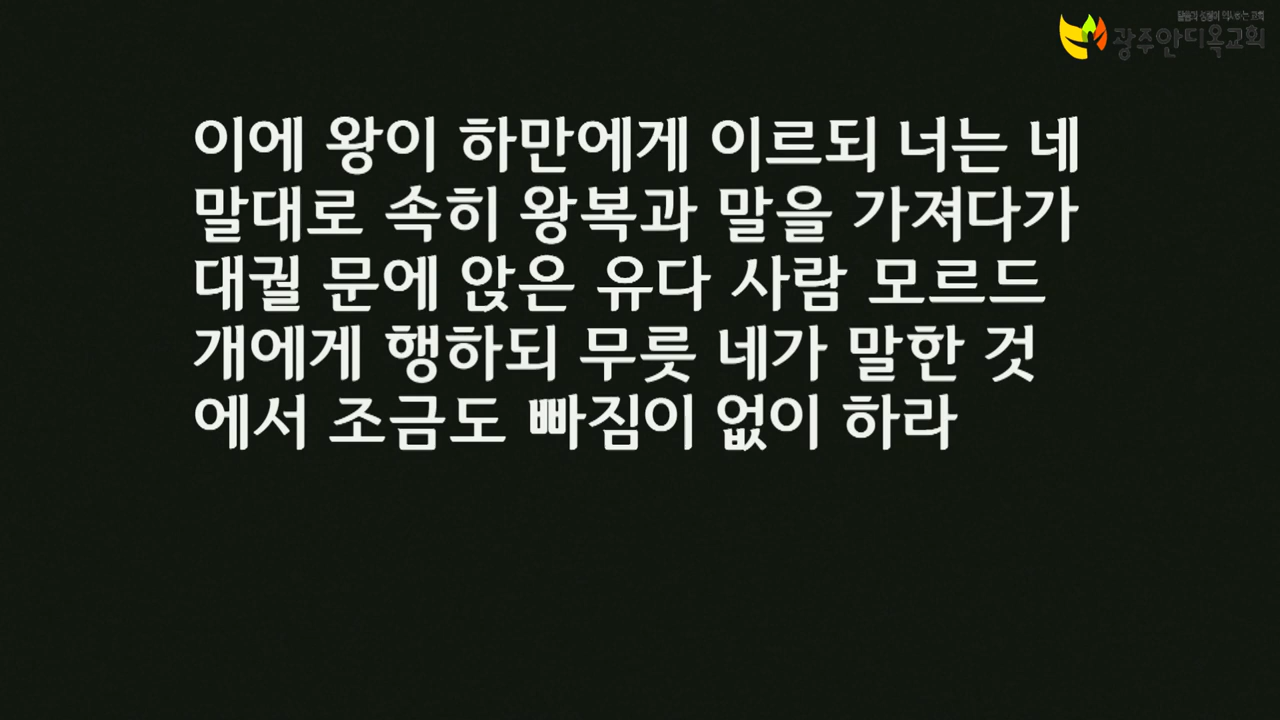 광주안디옥교회
이에 왕이 하만에게 이르되 너는 네
말대로 속히 왕복과 말을 가져다가
대궐 문에 앉은 유다 사람 모르드
개에게 행하되 무릇 네가 말한 것
에서 조금도 빠짐이 없이 하라